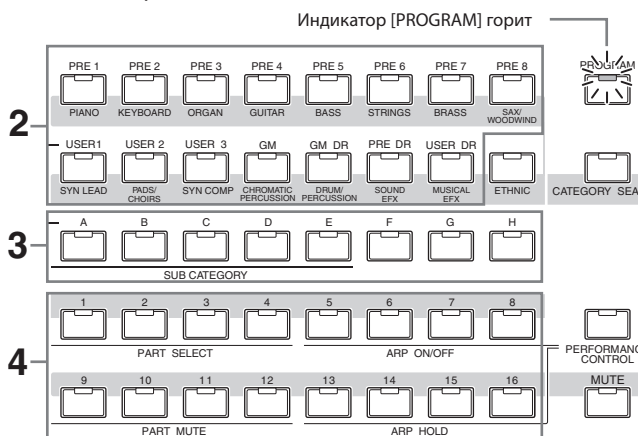 Индикатор [PROGRAM] горит
PRE 1 PRE 2 PRE 3 PRE 4 PRE 5 PRE 6 PRE 7 PRE 8 PROGRAM
PIANO KEYBOARD ORGAN GUITAR BASS STRINGS BRASS SAX/
WOODWIND
2
USER1 USER 2 USER 3 GM GM DR PRE DR USER DR
SYN LEAD PADS/
CHOIRS SYN COMP CHROMATIC
PERCUSSION DRUM/
PERCUSSION SOUND
EFX MUSICAL
EFX ETHNIC CATEGORY SEA
3
A B C D E F G H
SUB CATEGORY
4
1 2 3 4 5 6 7 8
PART SELECT ARP ON/OFF PERFORMANC
CONTROL
9 10 11 12 13 14 15 16 MUTE
PART MUTE ARP HOLD